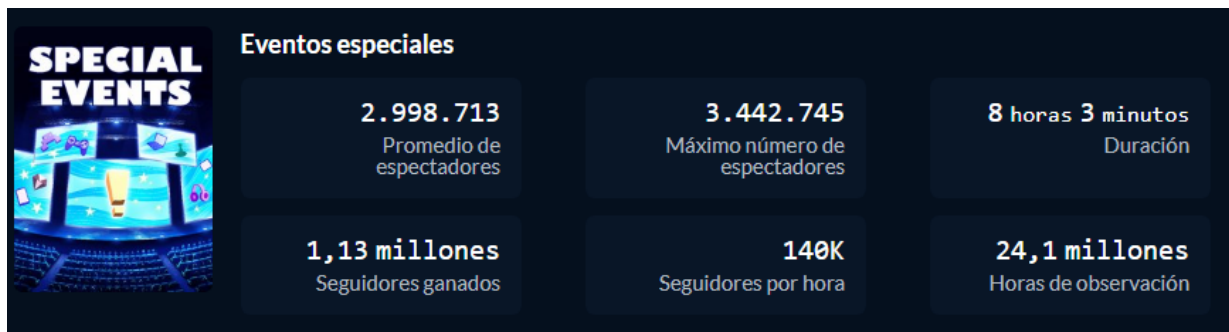 SPECIAL
EVENTS
Eventos especiales
2.998.713
Promedio de
espectadores
3.442.745
Máximo número de
espectadores
8 horas 3 minutos
Duración
1,13 millones
Seguidores ganados
140K
Seguidores por hora
24,1 millones
Horas de observación